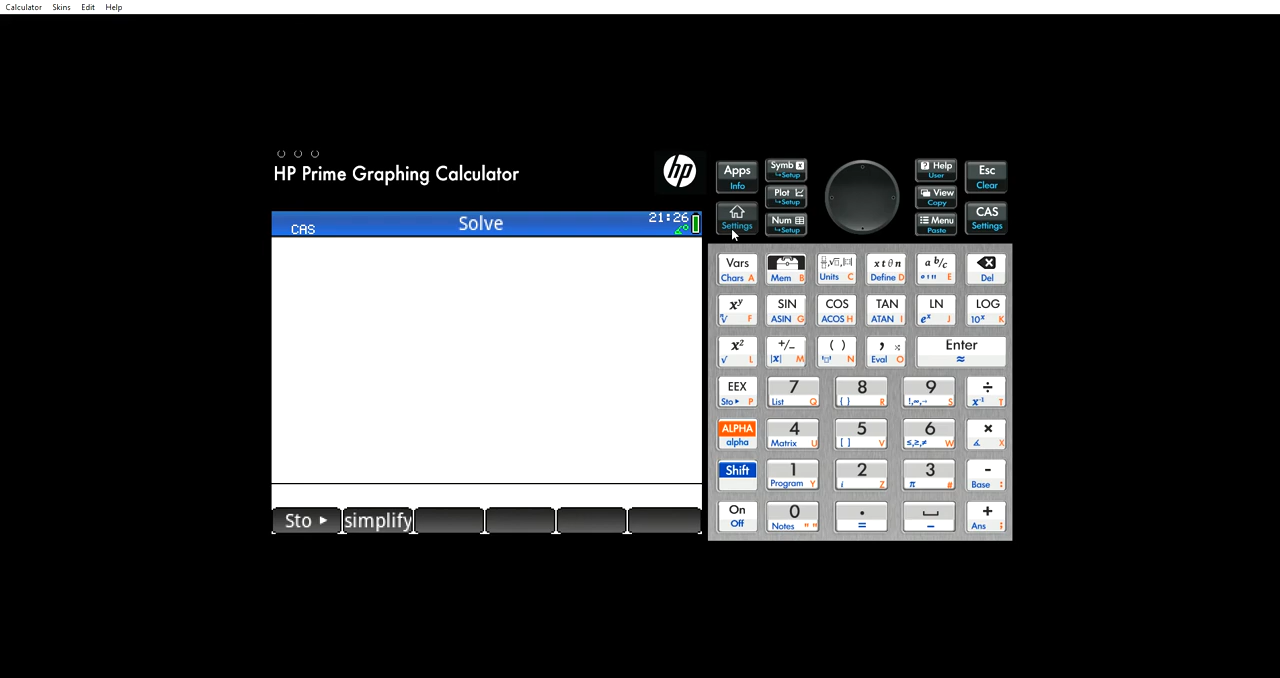 Calculator Skins Edit Help
HP Prime Graphing Calculator
hp
Solve
CAS
21:26
Sto ▸ simplify
Apps
Info
Symb
↪Setup
Help
User
Esc
Clear
Plot
↪Setup
View
Copy
Settings
Num
↪Setup
Menu
Paste
CAS
Settings
Vars
Chars A
Mem B
Units C
x t θ n
Define D
a b/c
E
Del
xʸ
F
SIN
ASIN G
COS
ACOS H
TAN
ATAN I
LN
eˣ J
LOG
10ˣ K
x²
√ L
+/−
|x| M
( )
N
,
Eval O
Enter
≈
EEX
Sto ▸ P
7
List Q
8
{ } R
9
!,∞,→ S
÷
x⁻¹ T
ALPHA
alpha
4
Matrix U
5
[ ] V
6
≤,≥,≠ W
×
∡ X
Shift
1
Program Y
2
i Z
3
π #
-
Base :
On
Off
0
Notes " "
.
=
_
+
Ans ;